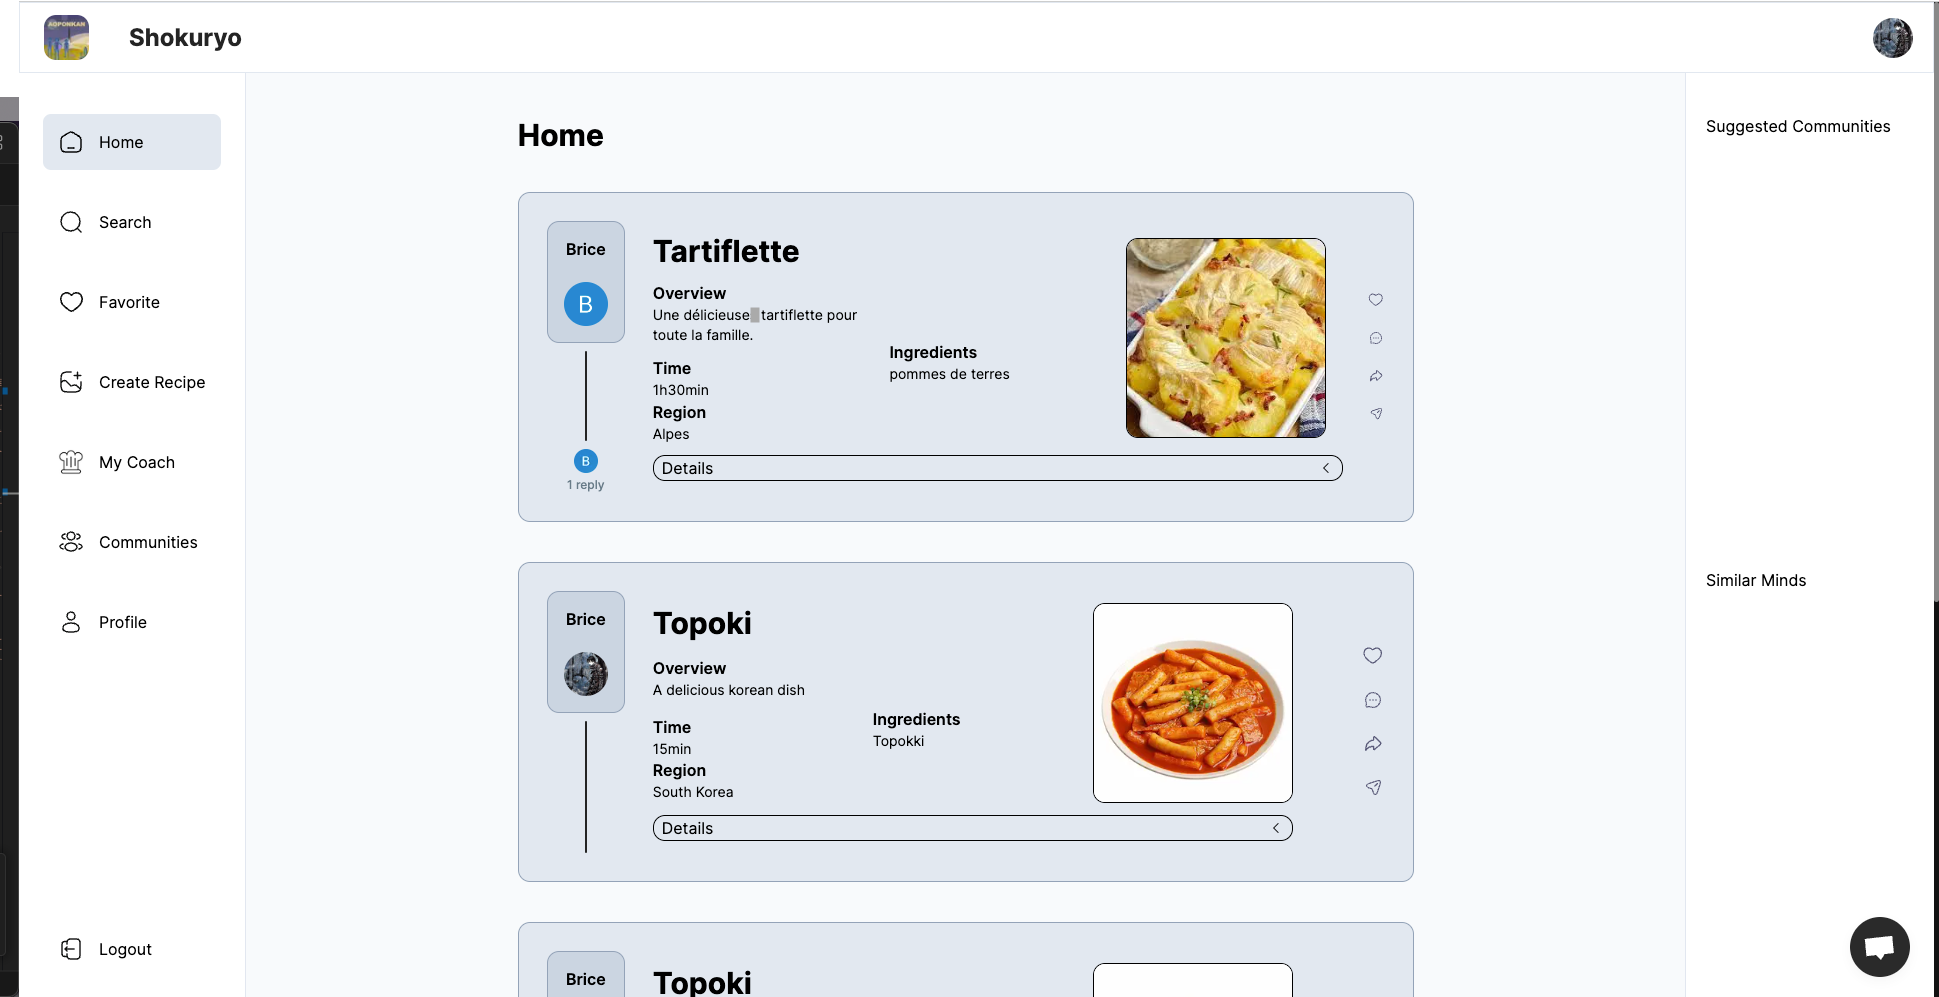 AOPONKAN
Shokuryo
Home
Search
Favorite
Create Recipe
My Coach
Communities
Profile
Logout
Home
Brice
B
B
1 reply
Tartiflette
Overview
Une délicieuse tartiflette pour
toute la famille.
Time
1h30min
Region
Alpes
Ingredients
pommes de terres
Details
Brice
Topoki
Overview
A delicious korean dish
Time
15min
Region
South Korea
Ingredients
Topokki
Details
Brice
Topoki
Suggested Communities
Similar Minds